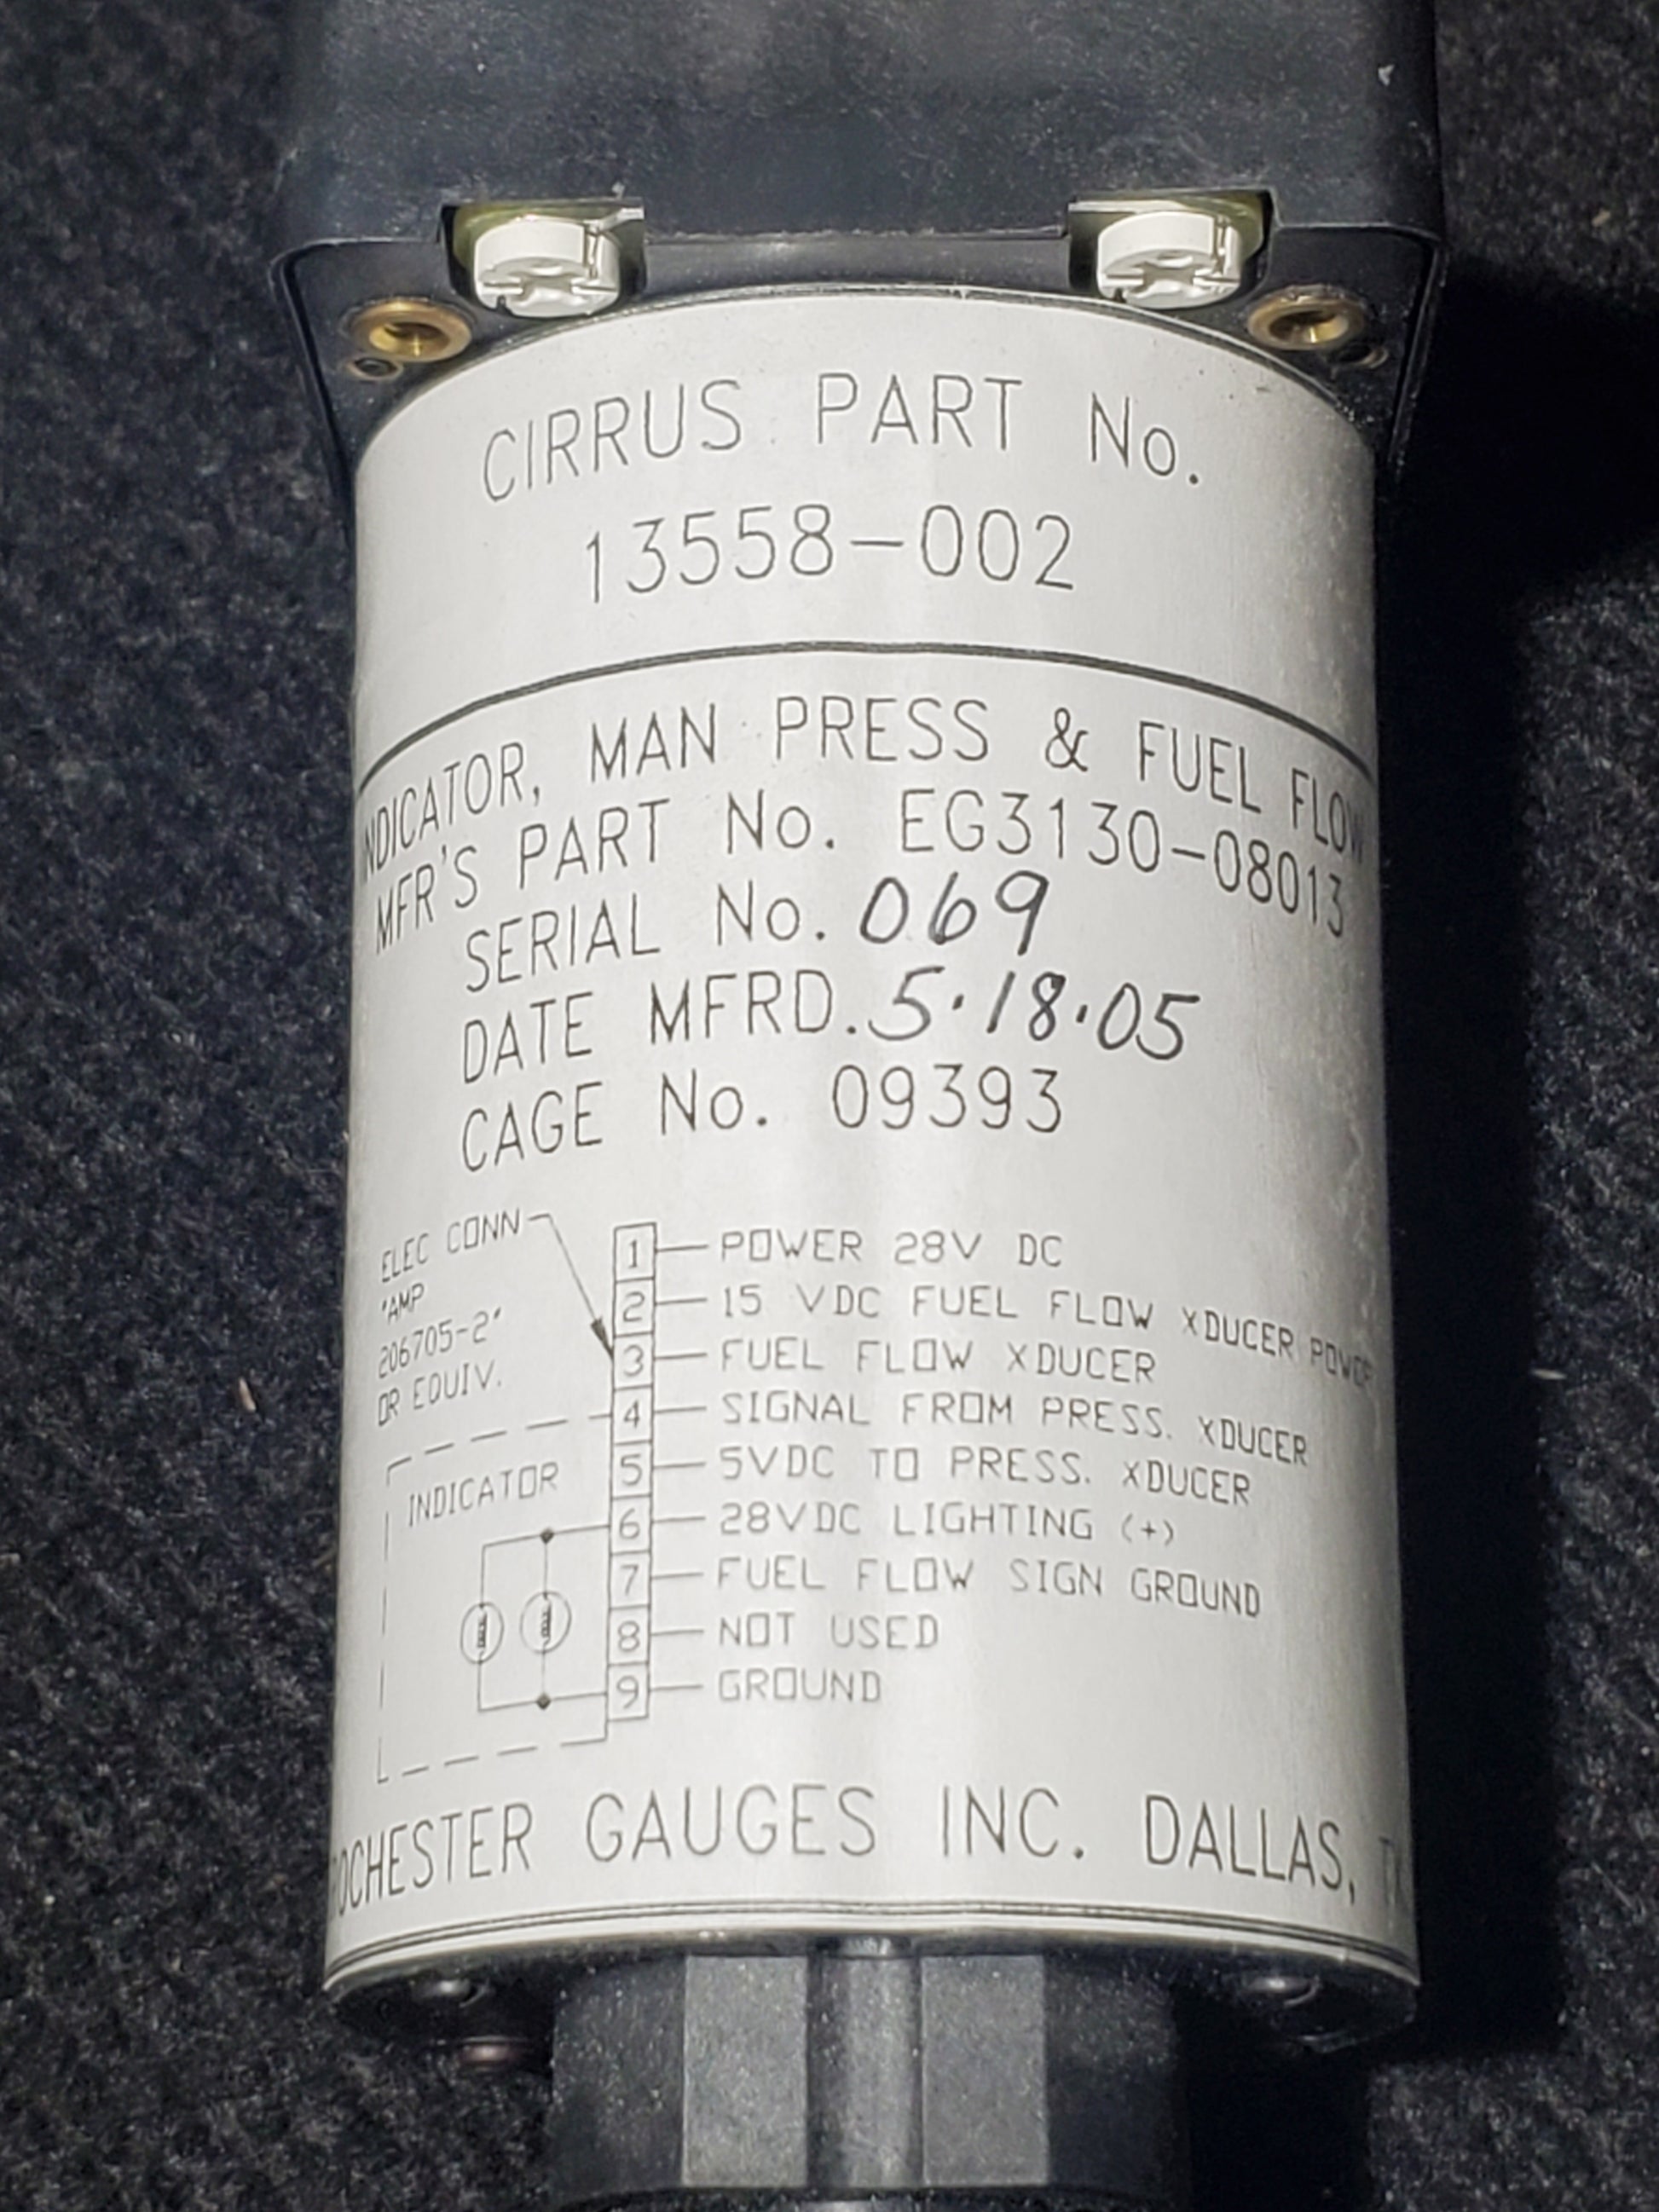 CIRRUS PART No.
13558-002
INDICATOR, MAN PRESS & FUEL FLOW
MFR'S PART No. EG3130-08013
SERIAL No. 069
DATE MFRD. 5·18·05
CAGE No. 09393
ELEC CONN
"AMP
206705-2"
OR EQUIV.
INDICATOR
1 POWER 28V DC
2 15 VDC FUEL FLOW XDUCER POWER
3 FUEL FLOW XDUCER
4 SIGNAL FROM PRESS. XDUCER
5 5VDC TO PRESS. XDUCER
6 28VDC LIGHTING (+)
7 FUEL FLOW SIGN GROUND
8 NOT USED
9 GROUND
ROCHESTER GAUGES INC. DALLAS,